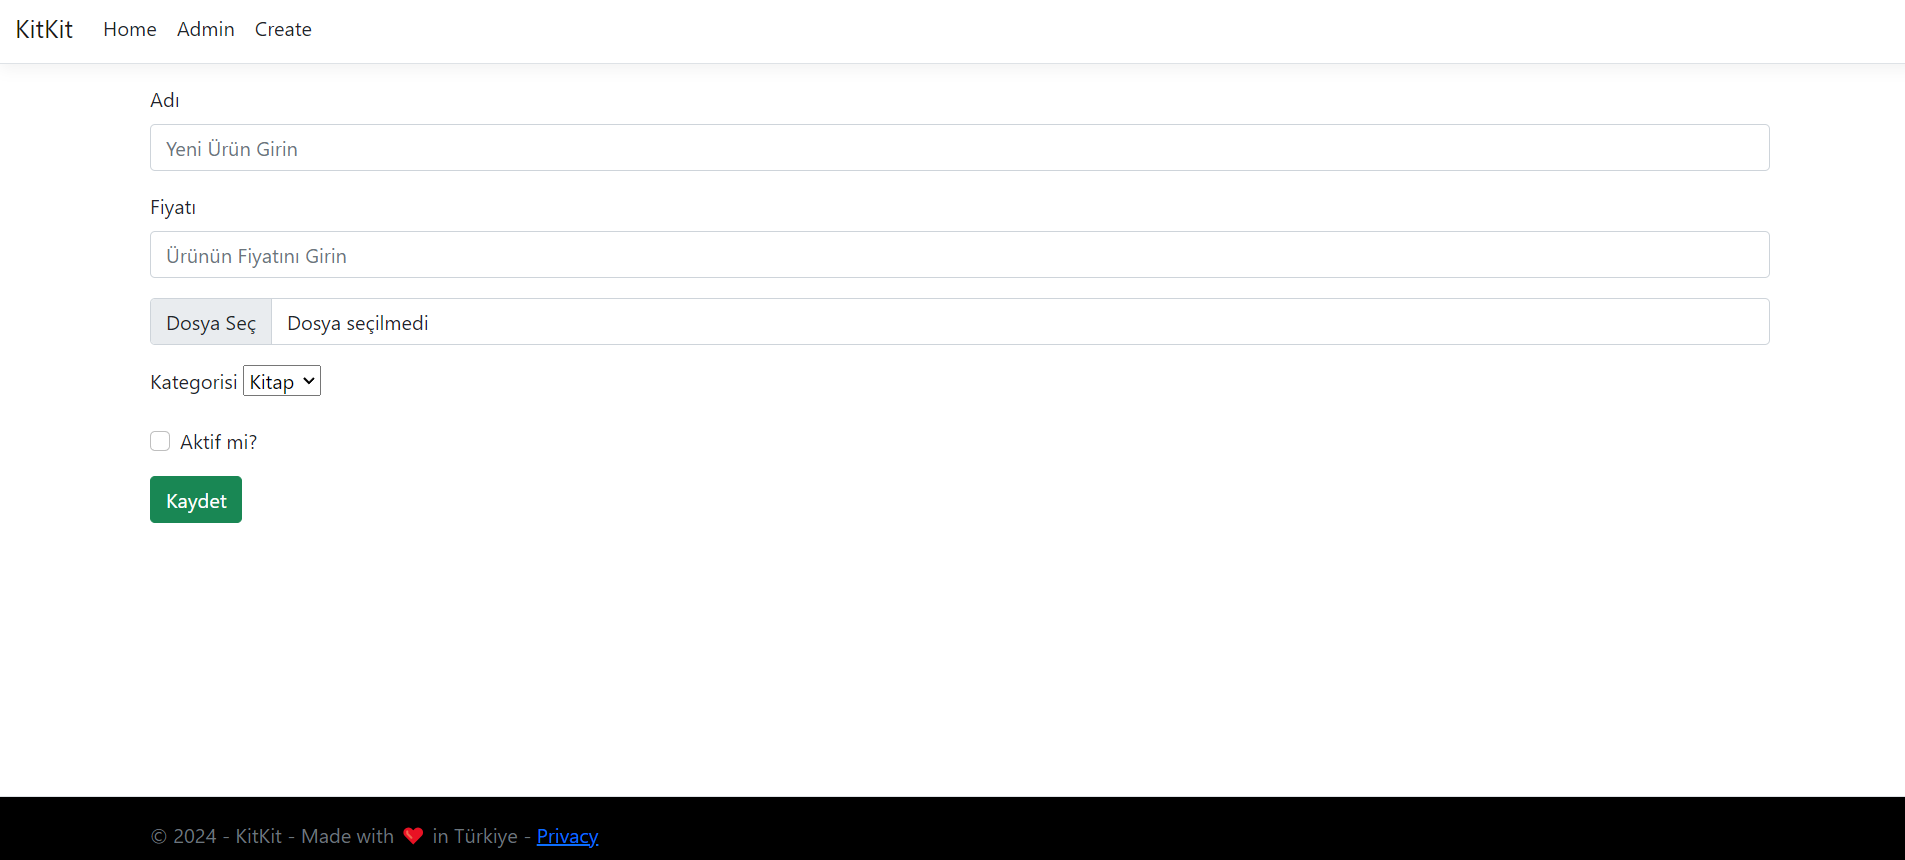 KitKit Home Admin Create
Adı
Yeni Ürün Girin
Fiyatı
Ürünün Fiyatını Girin
Dosya Seç Dosya seçilmedi
Kategorisi Kitap
Aktif mi?
Kaydet
© 2024 - KitKit - Made with ❤️ in Türkiye - Privacy